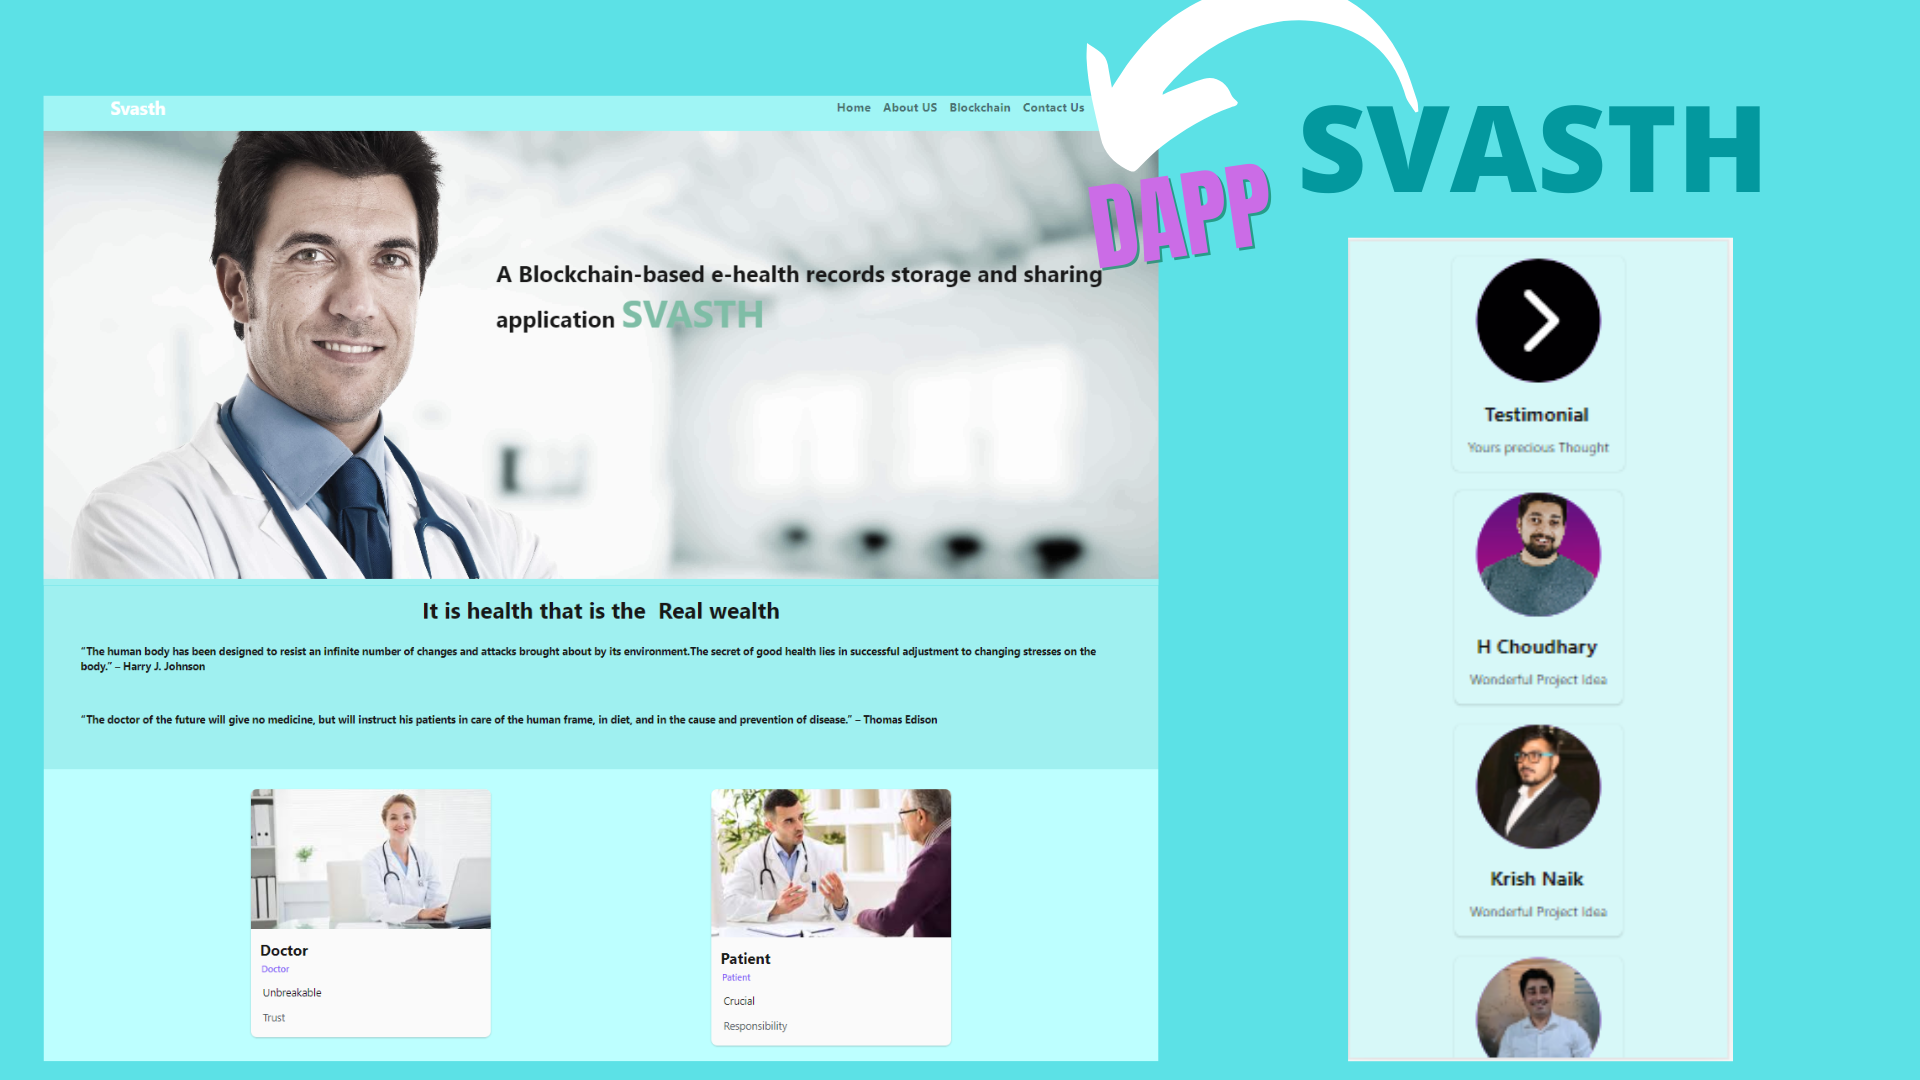 Svasth
Home About US Blockchain Contact Us
A Blockchain-based e-health records storage and sharing
application SVASTH
It is health that is the Real wealth
“The human body has been designed to resist an infinite number of changes and attacks brought about by its environment.The secret of good health lies in successful adjustment to changing stresses on the
body.” – Harry J. Johnson
“The doctor of the future will give no medicine, but will instruct his patients in care of the human frame, in diet, and in the cause and prevention of disease.” – Thomas Edison
Doctor
Doctor
Unbreakable
Trust
Patient
Patient
Crucial
Responsibility
DAPP
SVASTH
Testimonial
Yours precious Thought
H Choudhary
Wonderful Project Idea
Krish Naik
Wonderful Project Idea